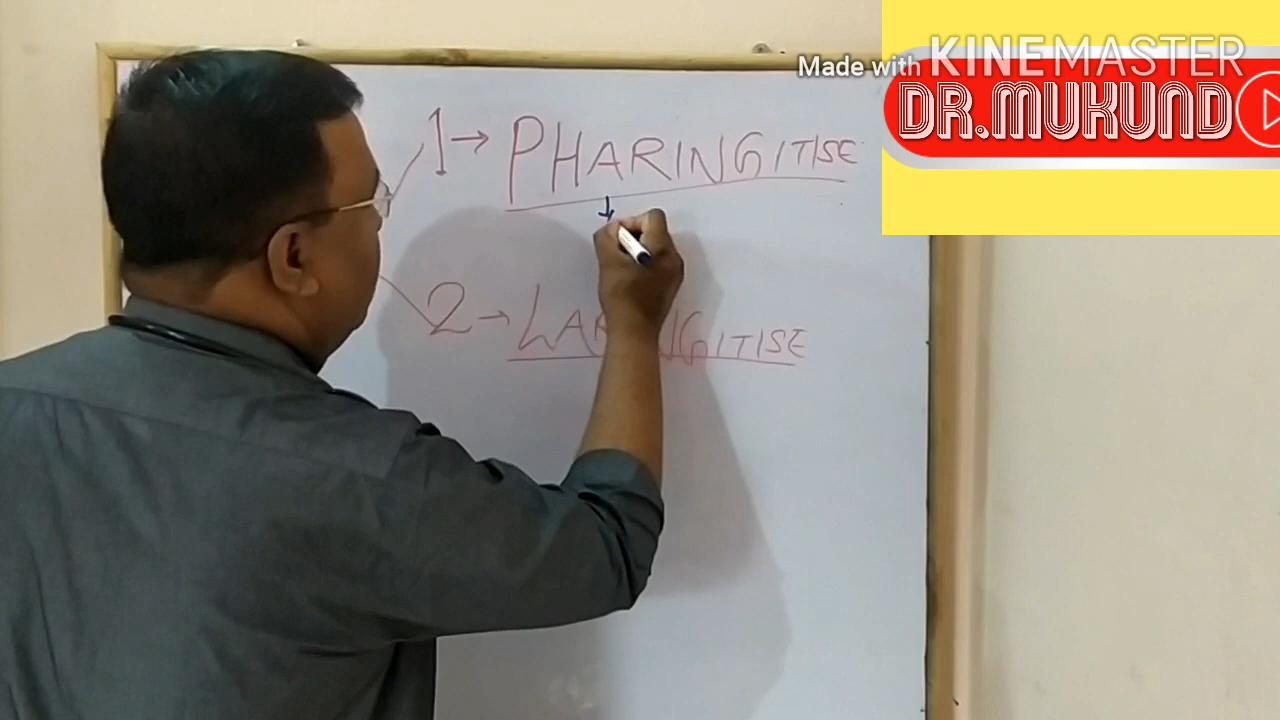 Made with KINEMASTER
DR.MUKUND
1→ PHARINGITISE
2→ LARINGITISE